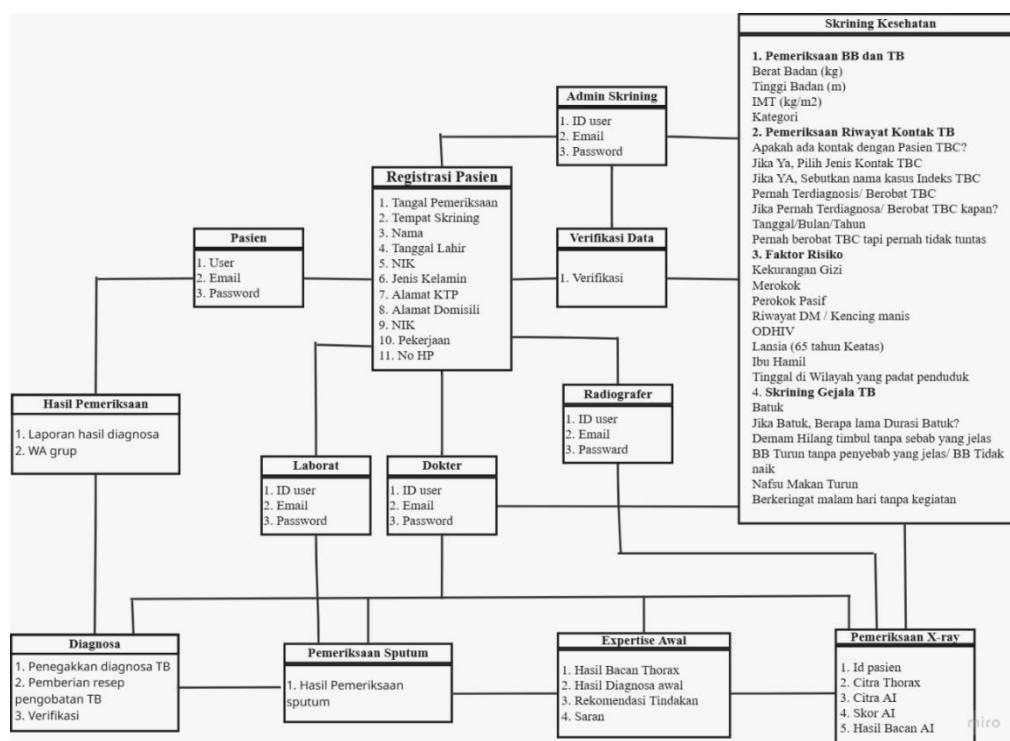 Skrining Kesehatan
1. Pemeriksaan BB dan TB
Berat Badan (kg)
Tinggi Badan (m)
IMT (kg/m2)
Kategori
2. Pemeriksaan Riwayat Kontak TB
Apakah ada kontak dengan Pasien TBC?
Jika Ya, Pilih Jenis Kontak TBC
Jika YA, Sebutkan nama kasus Indeks TBC
Pernah Terdiagnosis/ Berobat TBC
Jika Pernah Terdiagnosa/ Berobat TBC kapan?
Tanggal/Bulan/Tahun
Pernah berobat TBC tapi pernah tidak tuntas
3. Faktor Risiko
Kekurangan Gizi
Merokok
Perokok Pasif
Riwayat DM / Kencing manis
ODHIV
Lansia (65 tahun Keatas)
Ibu Hamil
Tinggal di Wilayah yang padat penduduk
4. Skrining Gejala TB
Batuk
Jika Batuk, Berapa lama Durasi Batuk?
Demam Hilang timbul tanpa sebab yang jelas
BB Turun tanpa penyebab yang jelas/ BB Tidak
naik
Nafsu Makan Turun
Berkeringat malam hari tanpa kegiatan
Admin Skrining
1. ID user
2. Email
3. Password
Registrasi Pasien
1. Tangal Pemeriksaan
2. Tempat Skrining
3. Nama
4. Tanggal Lahir
5. NIK
6. Jenis Kelamin
7. Alamat KTP
8. Alamat Domisili
9. NIK
10. Pekerjaan
11. No HP
Pasien
1. User
2. Email
3. Password
Verifikasi Data
1. Verifikasi
Hasil Pemeriksaan
1. Laporan hasil diagnosa
2. WA grup
Radiografer
1. ID user
2. Email
3. Passward
Laborat
1. ID user
2. Email
3. Password
Dokter
1. ID user
2. Email
3. Password
Diagnosa
1. Penegakkan diagnosa TB
2. Pemberian resep
pengobatan TB
3. Verifikasi
Pemeriksaan Sputum
1. Hasil Pemeriksaan
sputum
Expertise Awal
1. Hasil Bacan Thorax
2. Hasil Diagnosa awal
3. Rekomendasi Tindakan
4. Saran
Pemeriksaan X-ray
1. Id pasien
2. Citra Thorax
3. Citra AI
4. Skor AI
5. Hasil Bacan AI
miro